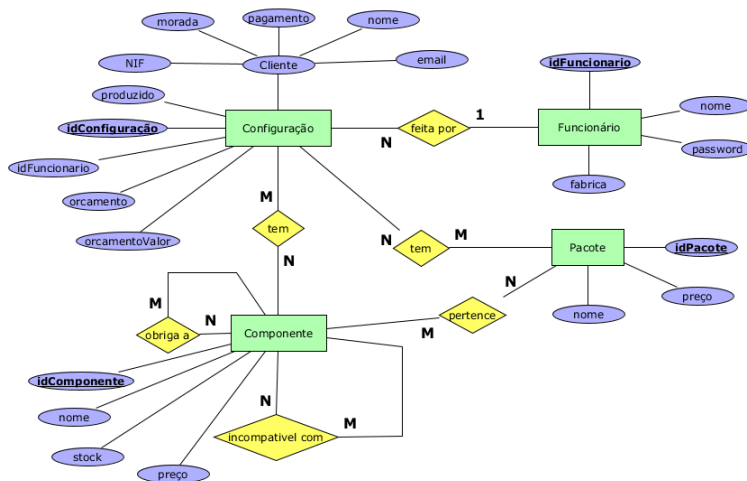 pagamento
morada
nome
NIF
Cliente
email
idFuncionario
produzido
nome
idConfiguração
Configuração
feita por
1
N
Funcionário
password
idFuncionario
fabrica
orcamento
M
orcamentoValor
tem
N
M
tem
Pacote
idPacote
N
N
M
preço
obriga a
N
Componente
M
pertence
nome
idComponente
nome
N
M
incompativel com
stock
preço